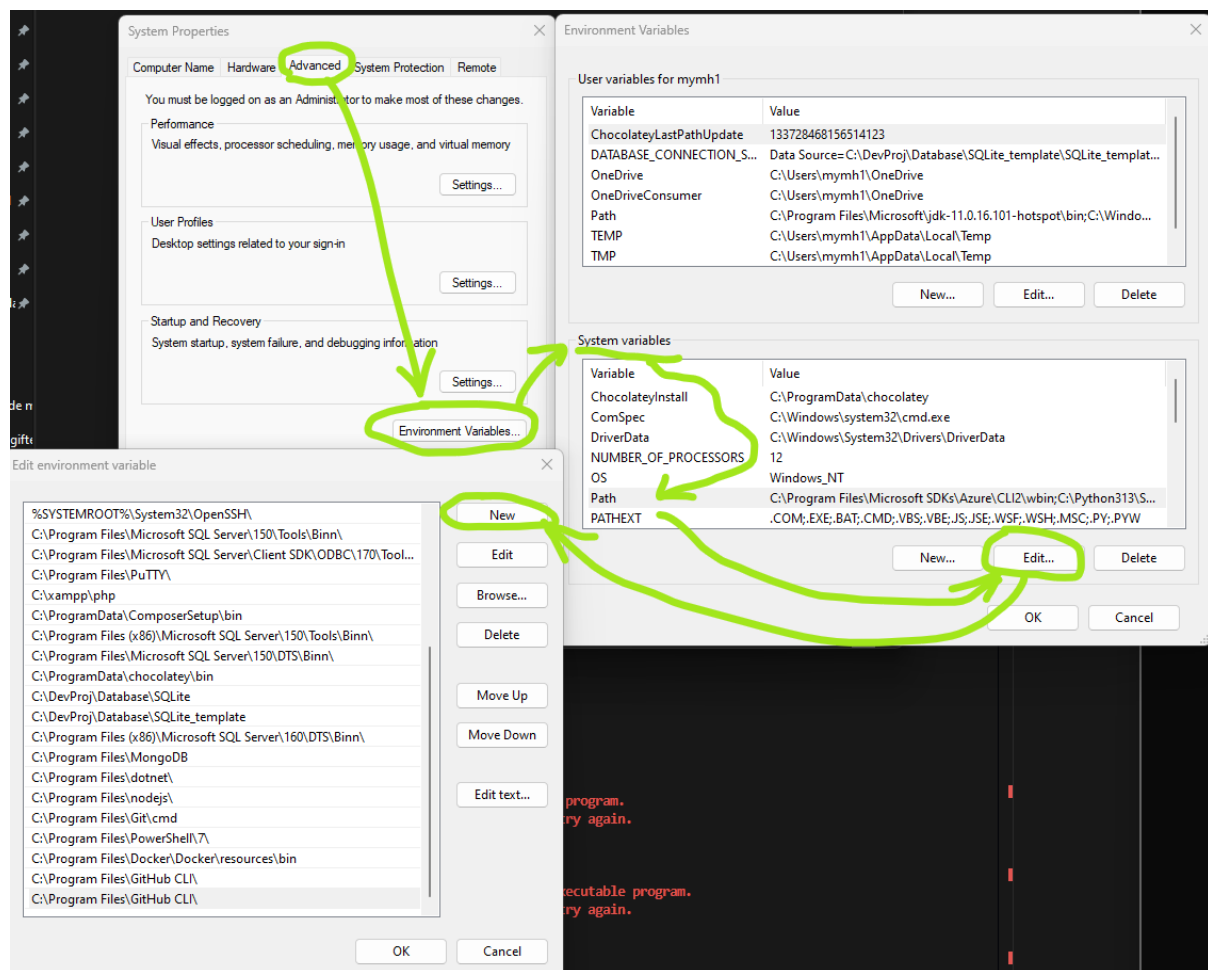 System Properties
Computer Name Hardware Advanced System Protection Remote
You must be logged on as an Administrator to make most of these changes.
Performance
Visual effects, processor scheduling, memory usage, and virtual memory
Settings...
User Profiles
Desktop settings related to your sign-in
Settings...
Startup and Recovery
System startup, system failure, and debugging information
Settings...
Environment Variables...
Environment Variables
User variables for mymh1
Variable Value
ChocolateyLastPathUpdate 133728468156514123
DATABASE_CONNECTION_S... Data Source=C:\DevProj\Database\SQLite_template\SQLite_templat...
OneDrive C:\Users\mymh1\OneDrive
OneDriveConsumer C:\Users\mymh1\OneDrive
Path C:\Program Files\Microsoft\jdk-11.0.16.101-hotspot\bin;C:\Windo...
TEMP C:\Users\mymh1\AppData\Local\Temp
TMP C:\Users\mymh1\AppData\Local\Temp
New... Edit... Delete
System variables
Variable Value
ChocolateyInstall C:\ProgramData\chocolatey
ComSpec C:\Windows\system32\cmd.exe
DriverData C:\Windows\System32\Drivers\DriverData
NUMBER_OF_PROCESSORS 12
OS Windows_NT
Path C:\Program Files\Microsoft SDKs\Azure\CLI2\wbin;C:\Python313\S...
PATHEXT .COM;.EXE;.BAT;.CMD;.VBS;.VBE;.JS;.JSE;.WSF;.WSH;.MSC;.PY;.PYW
New... Edit... Delete
OK Cancel
Edit environment variable
%SYSTEMROOT%\System32\OpenSSH\
C:\Program Files\Microsoft SQL Server\150\Tools\Binn\
C:\Program Files\Microsoft SQL Server\Client SDK\ODBC\170\Tool...
C:\Program Files\PuTTY\
C:\xampp\php
C:\ProgramData\ComposerSetup\bin
C:\Program Files (x86)\Microsoft SQL Server\150\Tools\Binn\
C:\Program Files\Microsoft SQL Server\150\DTS\Binn\
C:\ProgramData\chocolatey\bin
C:\DevProj\Database\SQLite
C:\DevProj\Database\SQLite_template
C:\Program Files (x86)\Microsoft SQL Server\160\DTS\Binn\
C:\Program Files\MongoDB
C:\Program Files\dotnet\
C:\Program Files\nodejs\
C:\Program Files\Git\cmd
C:\Program Files\PowerShell\7\
C:\Program Files\Docker\Docker\resources\bin
C:\Program Files\GitHub CLI\
C:\Program Files\GitHub CLI\
New
Edit
Browse...
Delete
Move Up
Move Down
Edit text...
OK Cancel
program.
try again.
executable program.
try again.